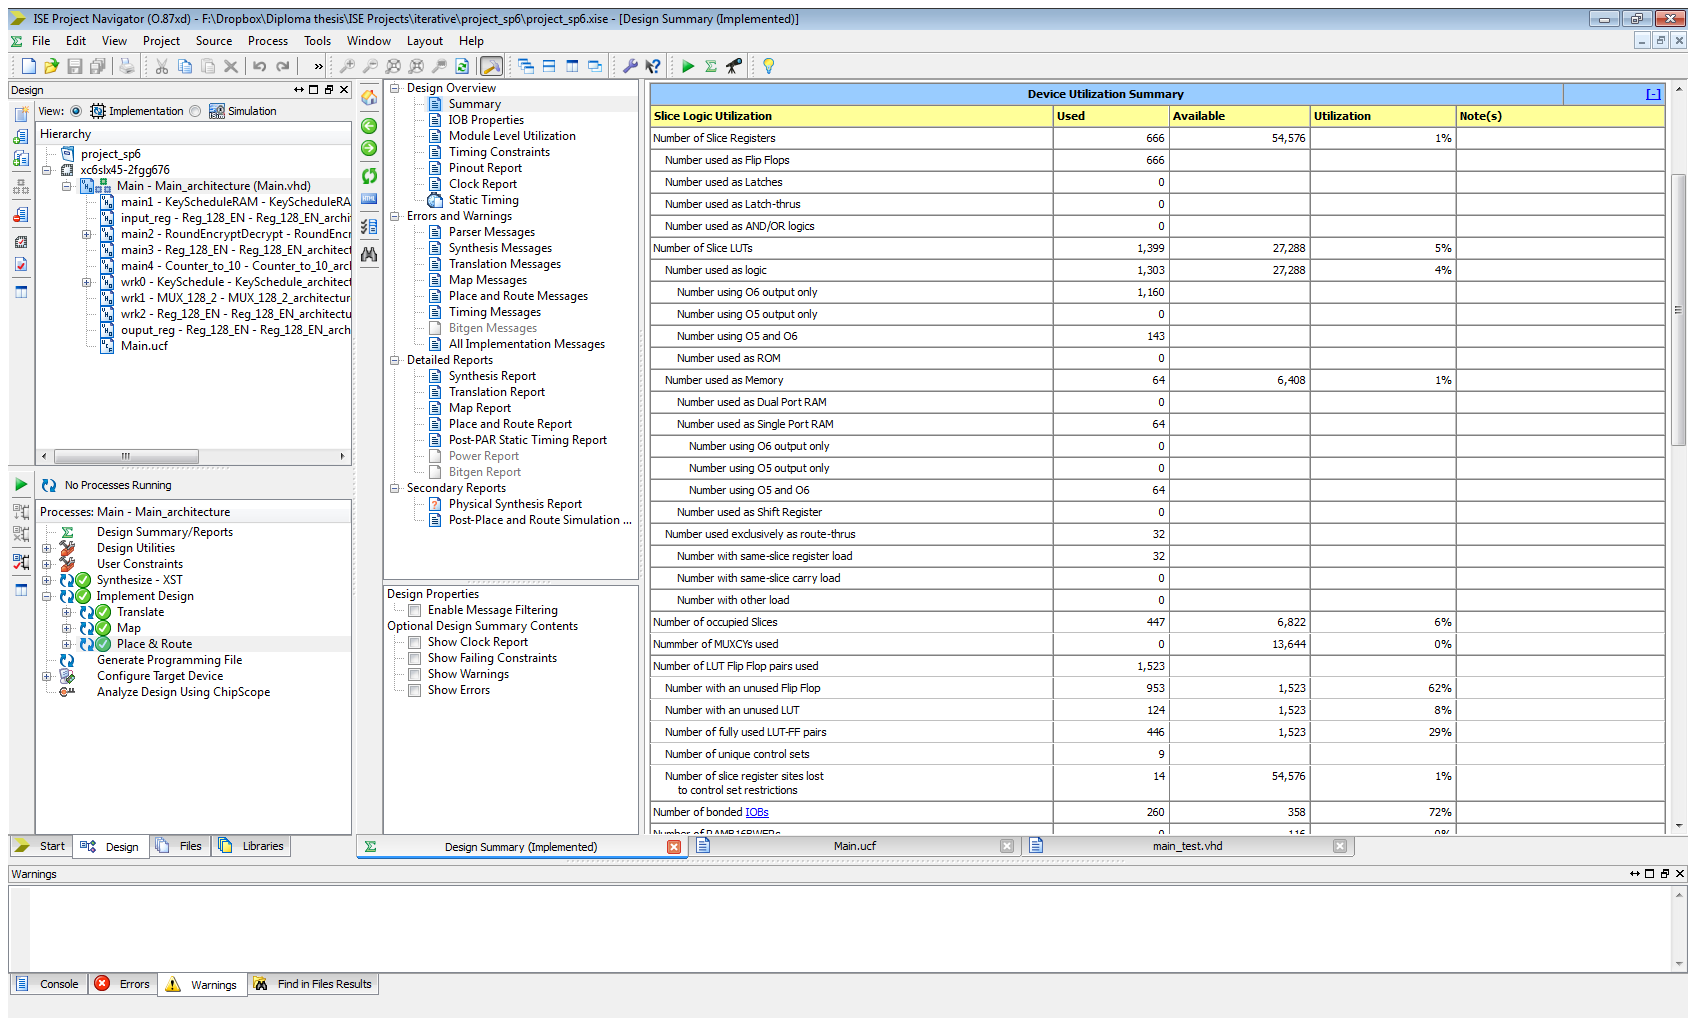 ISE Project Navigator (O.87xd) - F:\Dropbox\Diploma thesis\ISE Projects\iterative\project_sp6\project_sp6.xise - [Design Summary (Implemented)]
File Edit View Project Source Process Tools Window Layout Help
Design
View: Implementation Simulation
Hierarchy
project_sp6
xc6slx45-2fgg676
Main - Main_architecture (Main.vhd)
main1 - KeyScheduleRAM - KeyScheduleRA
input_reg - Reg_128_EN - Reg_128_EN_archi
main2 - RoundEncryptDecrypt - RoundEnc
main3 - Reg_128_EN - Reg_128_EN_architect
main4 - Counter_to_10 - Counter_to_10_arc
wrk0 - KeySchedule - KeySchedule_architect
wrk1 - MUX_128_2 - MUX_128_2_architectur
wrk2 - Reg_128_EN - Reg_128_EN_architectu
ouput_reg - Reg_128_EN - Reg_128_EN_arch
Main.ucf
No Processes Running
Processes: Main - Main_architecture
Design Summary/Reports
Design Utilities
User Constraints
Synthesize - XST
Implement Design
Translate
Map
Place & Route
Generate Programming File
Configure Target Device
Analyze Design Using ChipScope
Start Design Files Libraries
Design Overview
Summary
IOB Properties
Module Level Utilization
Timing Constraints
Pinout Report
Clock Report
Static Timing
Errors and Warnings
Parser Messages
Synthesis Messages
Translation Messages
Map Messages
Place and Route Messages
Timing Messages
Bitgen Messages
All Implementation Messages
Detailed Reports
Synthesis Report
Translation Report
Map Report
Place and Route Report
Post-PAR Static Timing Report
Power Report
Bitgen Report
Secondary Reports
Physical Synthesis Report
Post-Place and Route Simulation ...
Design Properties
Enable Message Filtering
Optional Design Summary Contents
Show Clock Report
Show Failing Constraints
Show Warnings
Show Errors
Device Utilization Summary [-]
Slice Logic Utilization Used Available Utilization Note(s)
Number of Slice Registers 666 54,576 1%
Number used as Flip Flops 666
Number used as Latches 0
Number used as Latch-thrus 0
Number used as AND/OR logics 0
Number of Slice LUTs 1,399 27,288 5%
Number used as logic 1,303 27,288 4%
Number using O6 output only 1,160
Number using O5 output only 0
Number using O5 and O6 143
Number used as ROM 0
Number used as Memory 64 6,408 1%
Number used as Dual Port RAM 0
Number used as Single Port RAM 64
Number using O6 output only 0
Number using O5 output only 0
Number using O5 and O6 64
Number used as Shift Register 0
Number used exclusively as route-thrus 32
Number with same-slice register load 32
Number with same-slice carry load 0
Number with other load 0
Number of occupied Slices 447 6,822 6%
Nummber of MUXCYs used 0 13,644 0%
Number of LUT Flip Flop pairs used 1,523
Number with an unused Flip Flop 953 1,523 62%
Number with an unused LUT 124 1,523 8%
Number of fully used LUT-FF pairs 446 1,523 29%
Number of unique control sets 9
Number of slice register sites lost
to control set restrictions 14 54,576 1%
Number of bonded IOBs 260 358 72%
Number of RAMB16BWERs 0 116 0%
Design Summary (Implemented) Main.ucf main_test.vhd
Warnings
Console Errors Warnings Find in Files Results